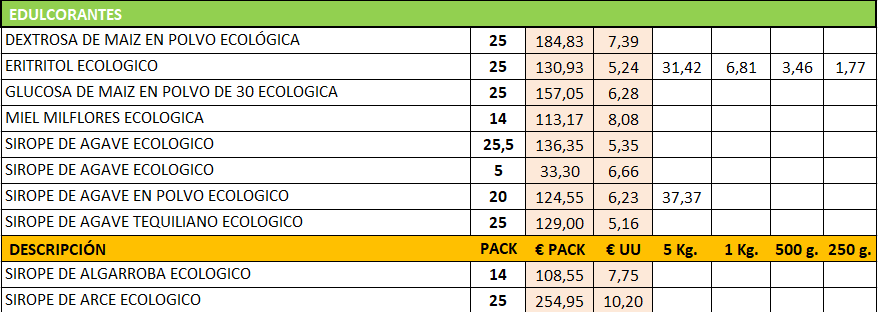 EDULCORANTES
DEXTROSA DE MAIZ EN POLVO ECOLÓGICA 25 184,83 7,39
ERITRITOL ECOLOGICO 25 130,93 5,24 31,42 6,81 3,46 1,77
GLUCOSA DE MAIZ EN POLVO DE 30 ECOLOGICA 25 157,05 6,28
MIEL MILFLORES ECOLOGICA 14 113,17 8,08
SIROPE DE AGAVE ECOLOGICO 25,5 136,35 5,35
SIROPE DE AGAVE ECOLOGICO 5 33,30 6,66
SIROPE DE AGAVE EN POLVO ECOLOGICO 20 124,55 6,23 37,37
SIROPE DE AGAVE TEQUILIANO ECOLOGICO 25 129,00 5,16
DESCRIPCIÓN PACK € PACK € UU 5 Kg. 1 Kg. 500 g. 250 g.
SIROPE DE ALGARROBA ECOLOGICO 14 108,55 7,75
SIROPE DE ARCE ECOLOGICO 25 254,95 10,20